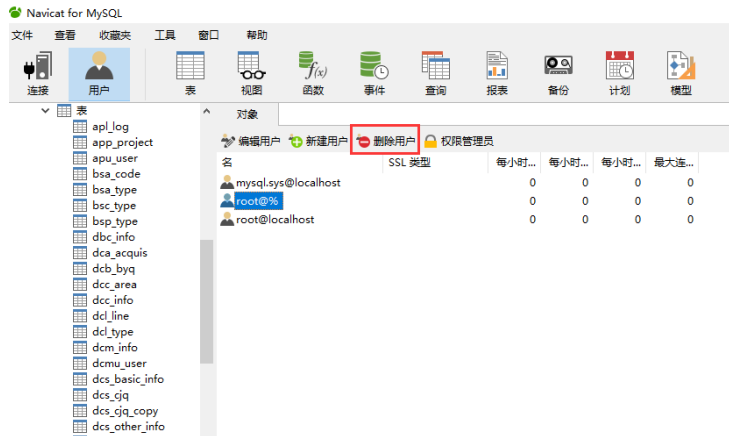 Navicat for MySQL
文件 查看 收藏夹 工具 窗口 帮助
f(x)
连接 用户 表 视图 函数 事件 查询 报表 备份 计划 模型
表
对象
apl_log
app_project
编辑用户 新建用户 删除用户 权限管理员
apu_user
名 SSL 类型 每小时... 每小时... 每小时... 最大连...
bsa_code
mysql.sys@localhost 0 0 0 0
bsa_type
root@% 0 0 0 0
bsc_type
root@localhost 0 0 0 0
bsp_type
dbc_info
dca_acquis
dcb_byq
dcc_area
dcc_info
dcl_line
dcl_type
dcm_info
dcmu_user
dcs_basic_info
dcs_cjq
dcs_cjq_copy
dcs_other_info